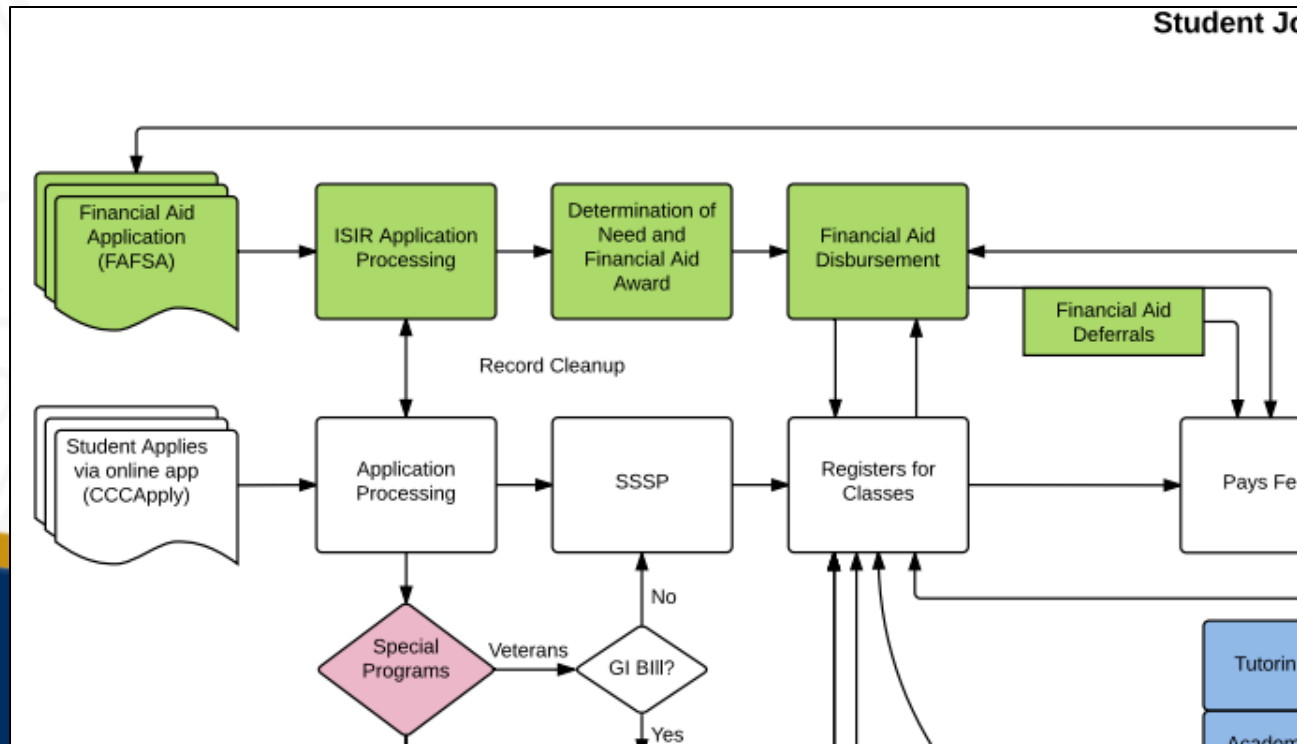 Student Jo
Financial Aid
Application
(FAFSA)
ISIR Application
Processing
Determination of
Need and
Financial Aid
Award
Financial Aid
Disbursement
Financial Aid
Deferrals
Record Cleanup
Student Applies
via online app
(CCCApply)
Application
Processing
SSSP
Registers for
Classes
Pays Fe
No
Special
Programs
Veterans
GI BIll?
Yes
Tutorin
Academ